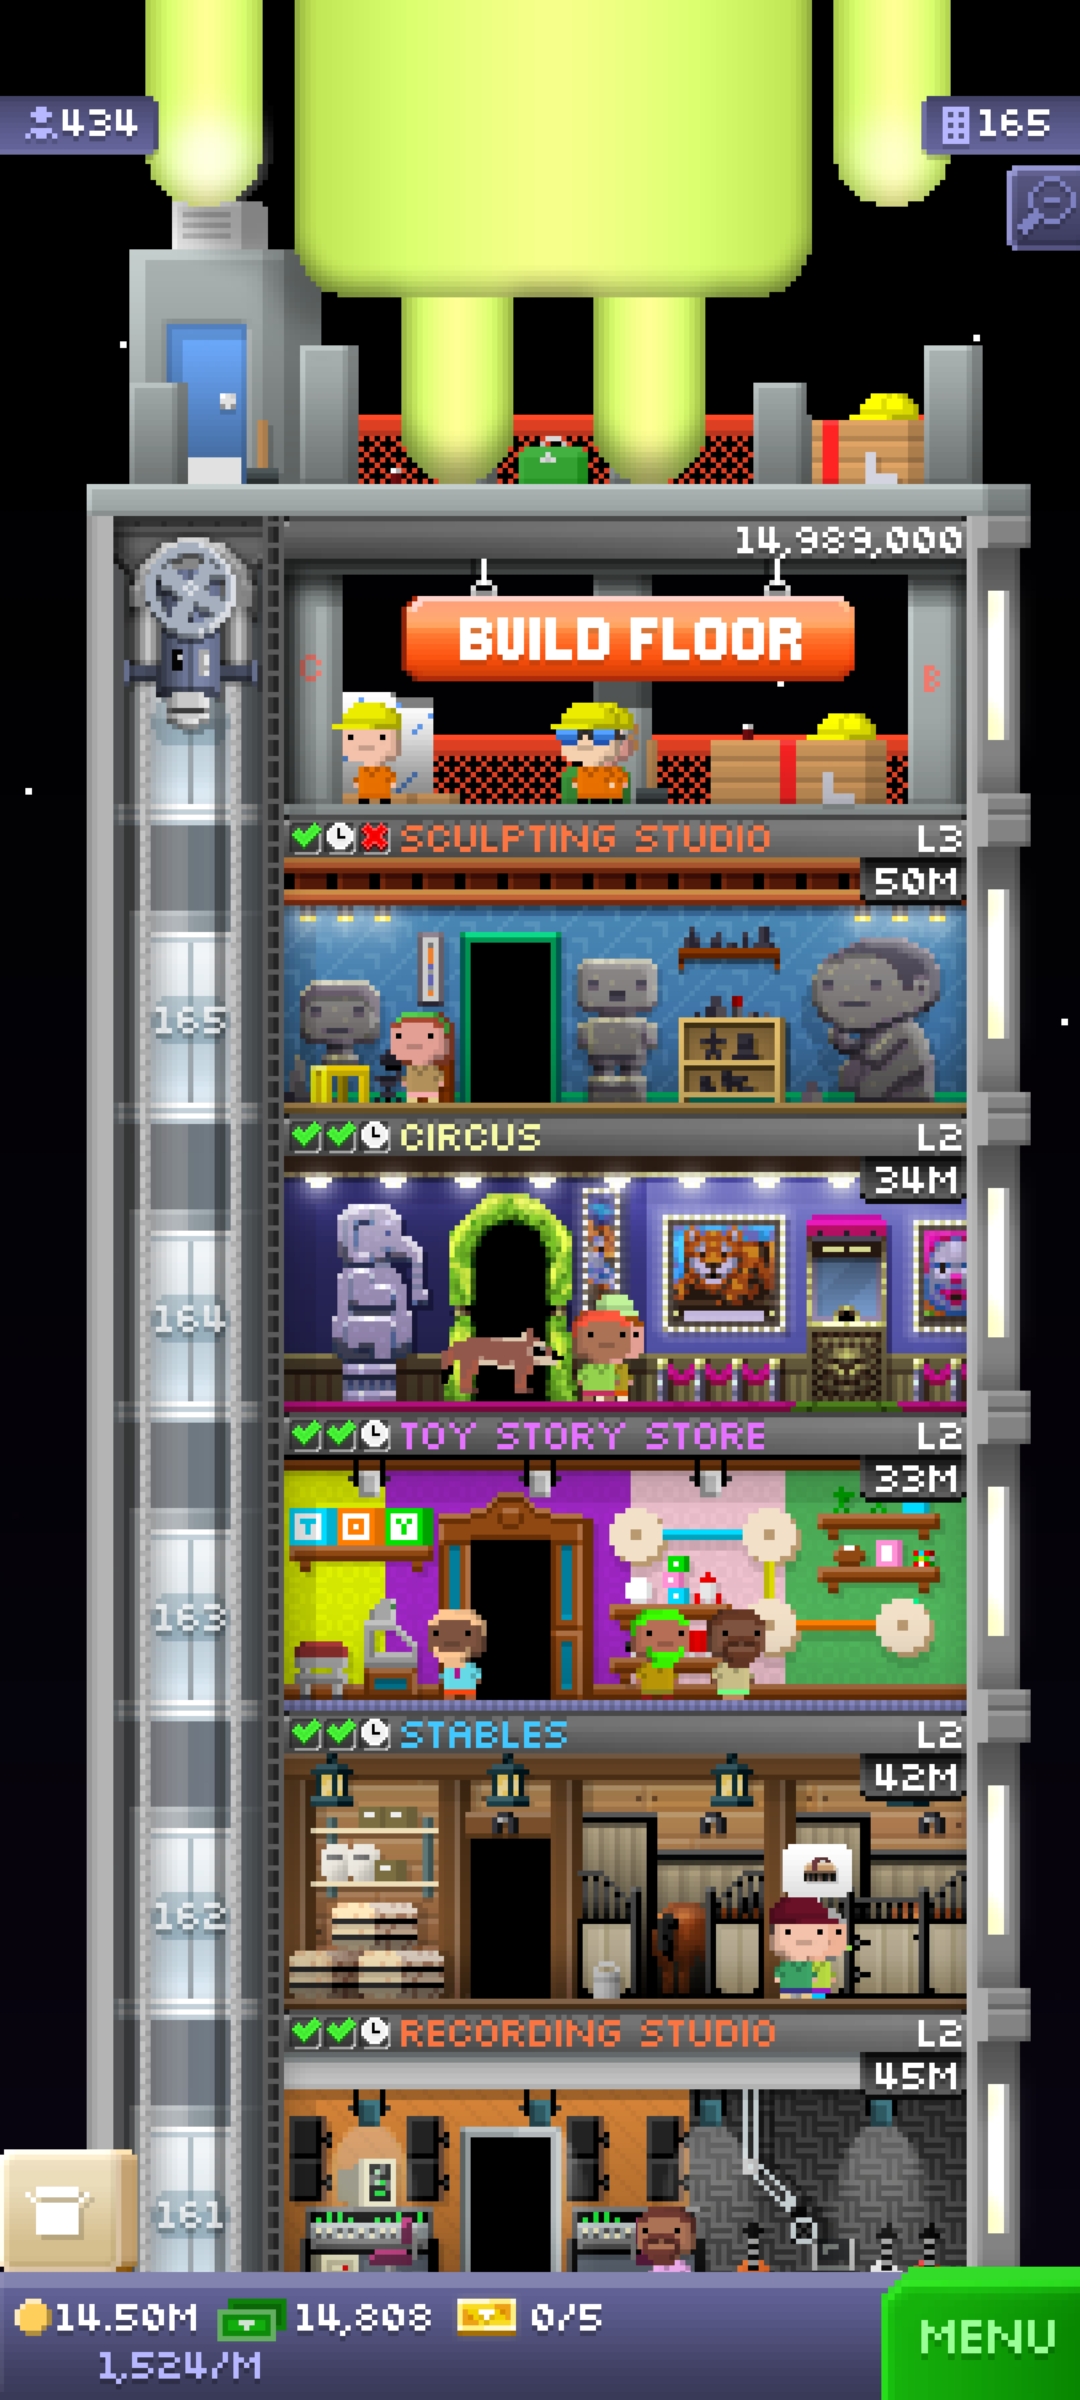 434
165
14,989,000
BUILD FLOOR
C
B
SCULPTING STUDIO L3
50M
165
CIRCUS L2
34M
164
TOY STORY STORE L2
33M
T O Y
163
STABLES L2
42M
162
RECORDING STUDIO L2
45M
161
14.50M 14,808 0/5
1,524/M
MENU